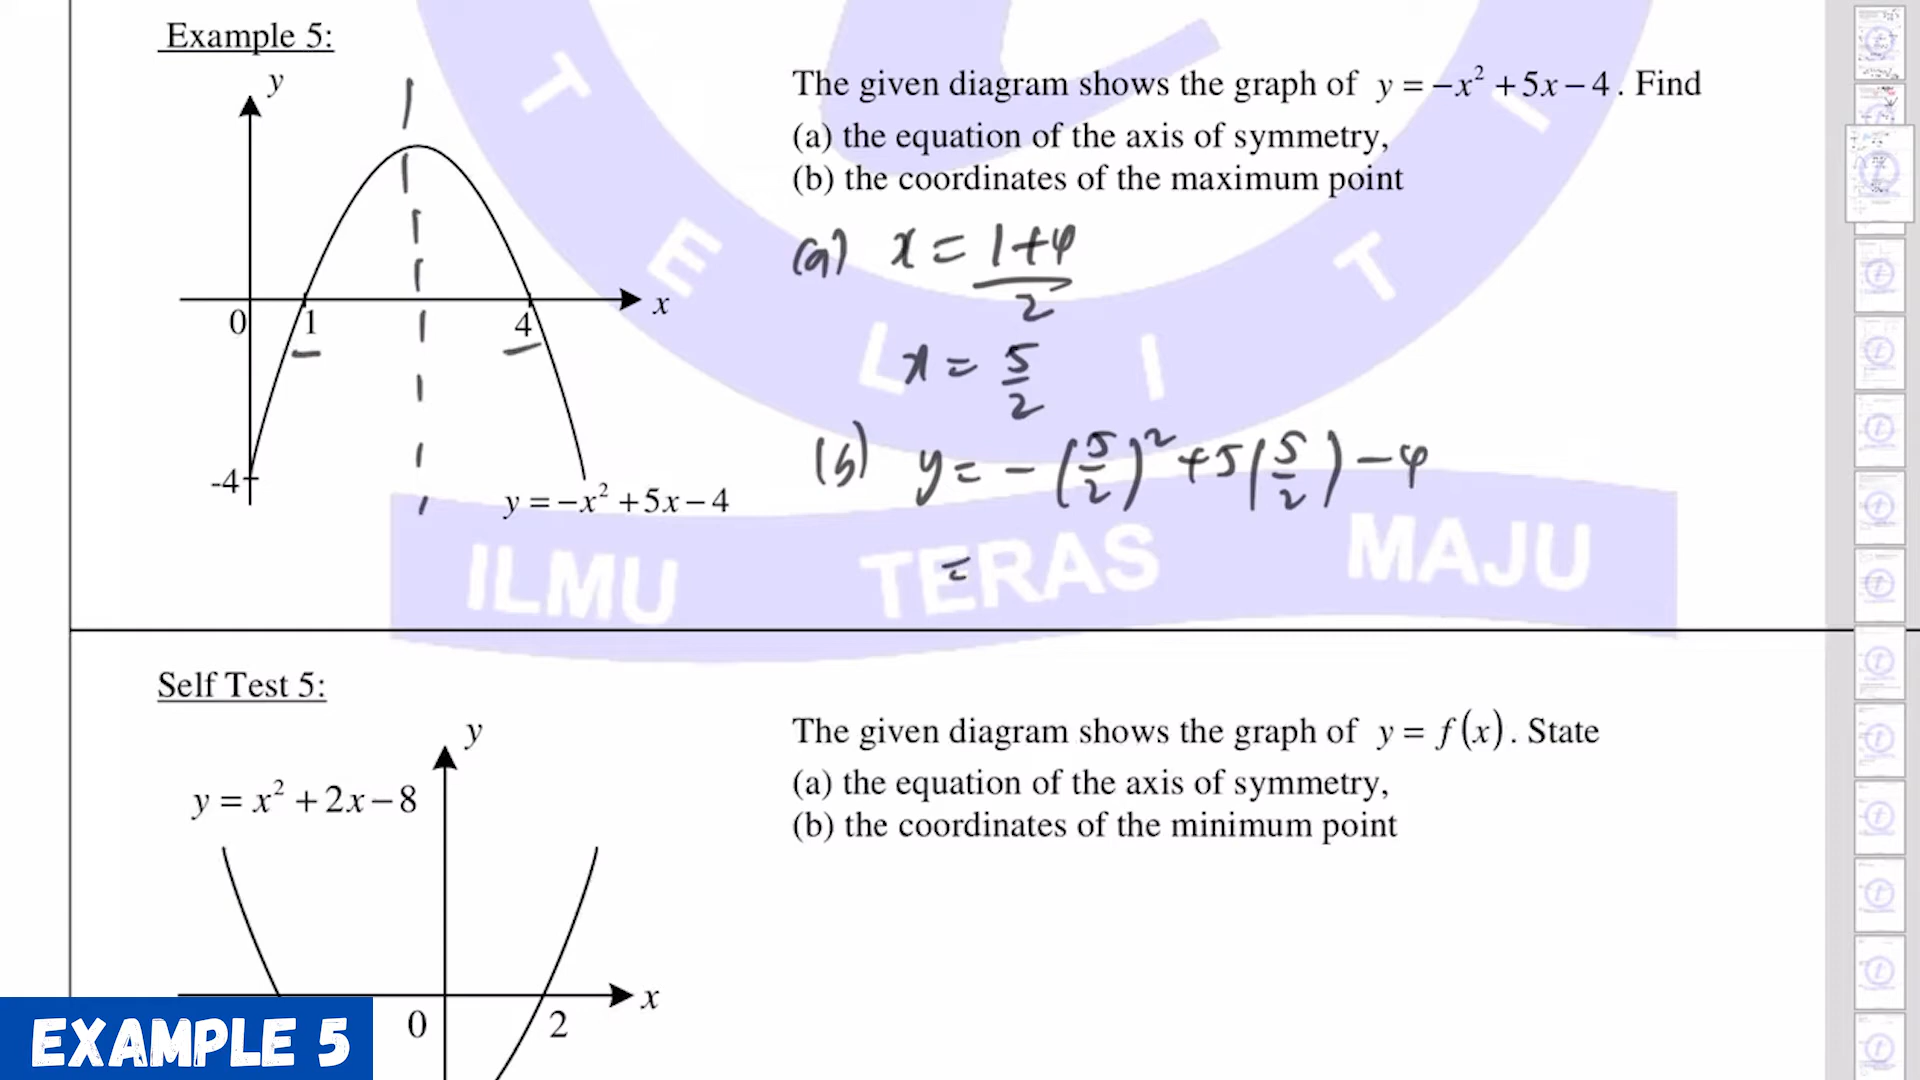 Example 5:
y
The given diagram shows the graph of y = −x² + 5x − 4. Find
(a) the equation of the axis of symmetry,
(b) the coordinates of the maximum point
(a) x = 1+4
2
x
0
1
4
x = 5
2
(b) y = −(5/2)² + 5(5/2) − 4
-4
y = −x² + 5x − 4
=
ILMU TERAS MAJU
T E L I T I
Self Test 5:
y
The given diagram shows the graph of y = f(x). State
(a) the equation of the axis of symmetry,
y = x² + 2x − 8
(b) the coordinates of the minimum point
x
0
2
EXAMPLE 5